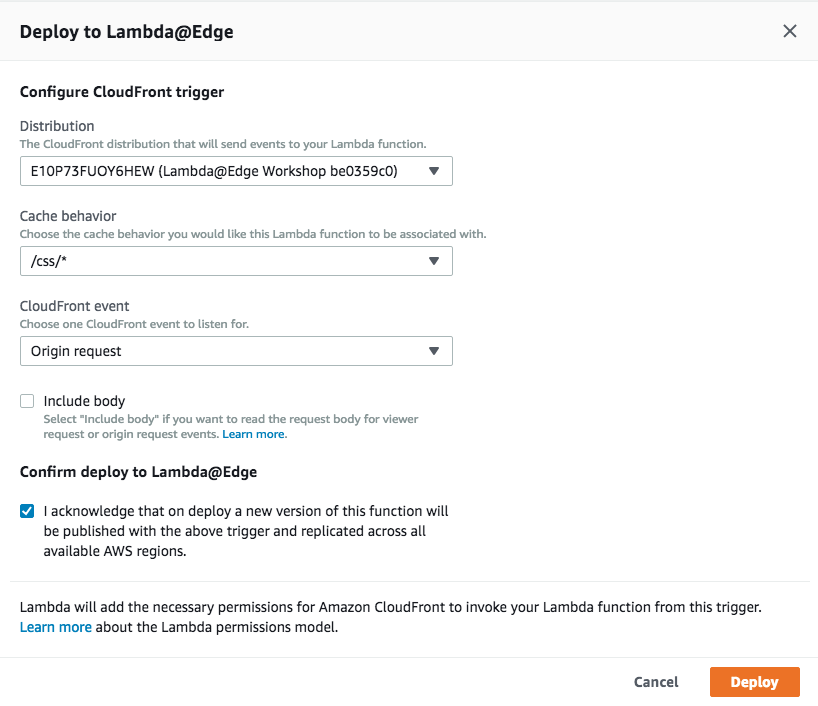 Deploy to Lambda@Edge
Configure CloudFront trigger
Distribution
The CloudFront distribution that will send events to your Lambda function.
E10P73FUOY6HEW (Lambda@Edge Workshop be0359c0)
Cache behavior
Choose the cache behavior you would like this Lambda function to be associated with.
/css/*
CloudFront event
Choose one CloudFront event to listen for.
Origin request
Include body
Select "Include body" if you want to read the request body for viewer
request or origin request events. Learn more.
Confirm deploy to Lambda@Edge
I acknowledge that on deploy a new version of this function will
be published with the above trigger and replicated across all
available AWS regions.
Lambda will add the necessary permissions for Amazon CloudFront to invoke your Lambda function from this trigger.
Learn more about the Lambda permissions model.
Cancel
Deploy